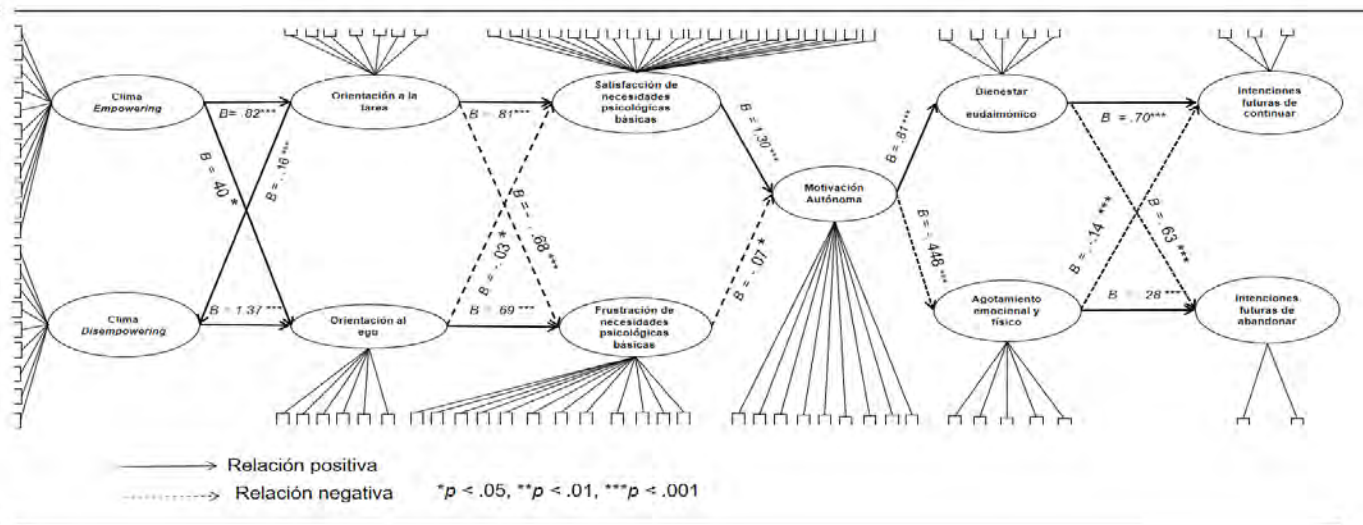 Clima
Empowering
B= .82***
Orientación a la
tarea
B= .81***
Satisfacción de
necesidades
psicológicas
básicas
B= 1,30 ***
Motivación
Autónoma
B= .81 ***
Bienestar
eudaimónico
B = .70***
Intenciones
futuras de
continuar
B= .40 *
B= -.16 ***
B= -.68 ***
B= -.03 *
B= -.07 *
B= -.448 ***
B= -.14 ***
***
Clima
Disempowering
B = 1,37 ***
Orientación al
ego
B= .69 ***
Frustración de
necesidades
psicológicas
básicas
Agotamiento
emocional y
físico
Intenciones
futuras de
abandonar
Relación positiva
Relación negativa
*p < .05, **p < .01, ***p < .001